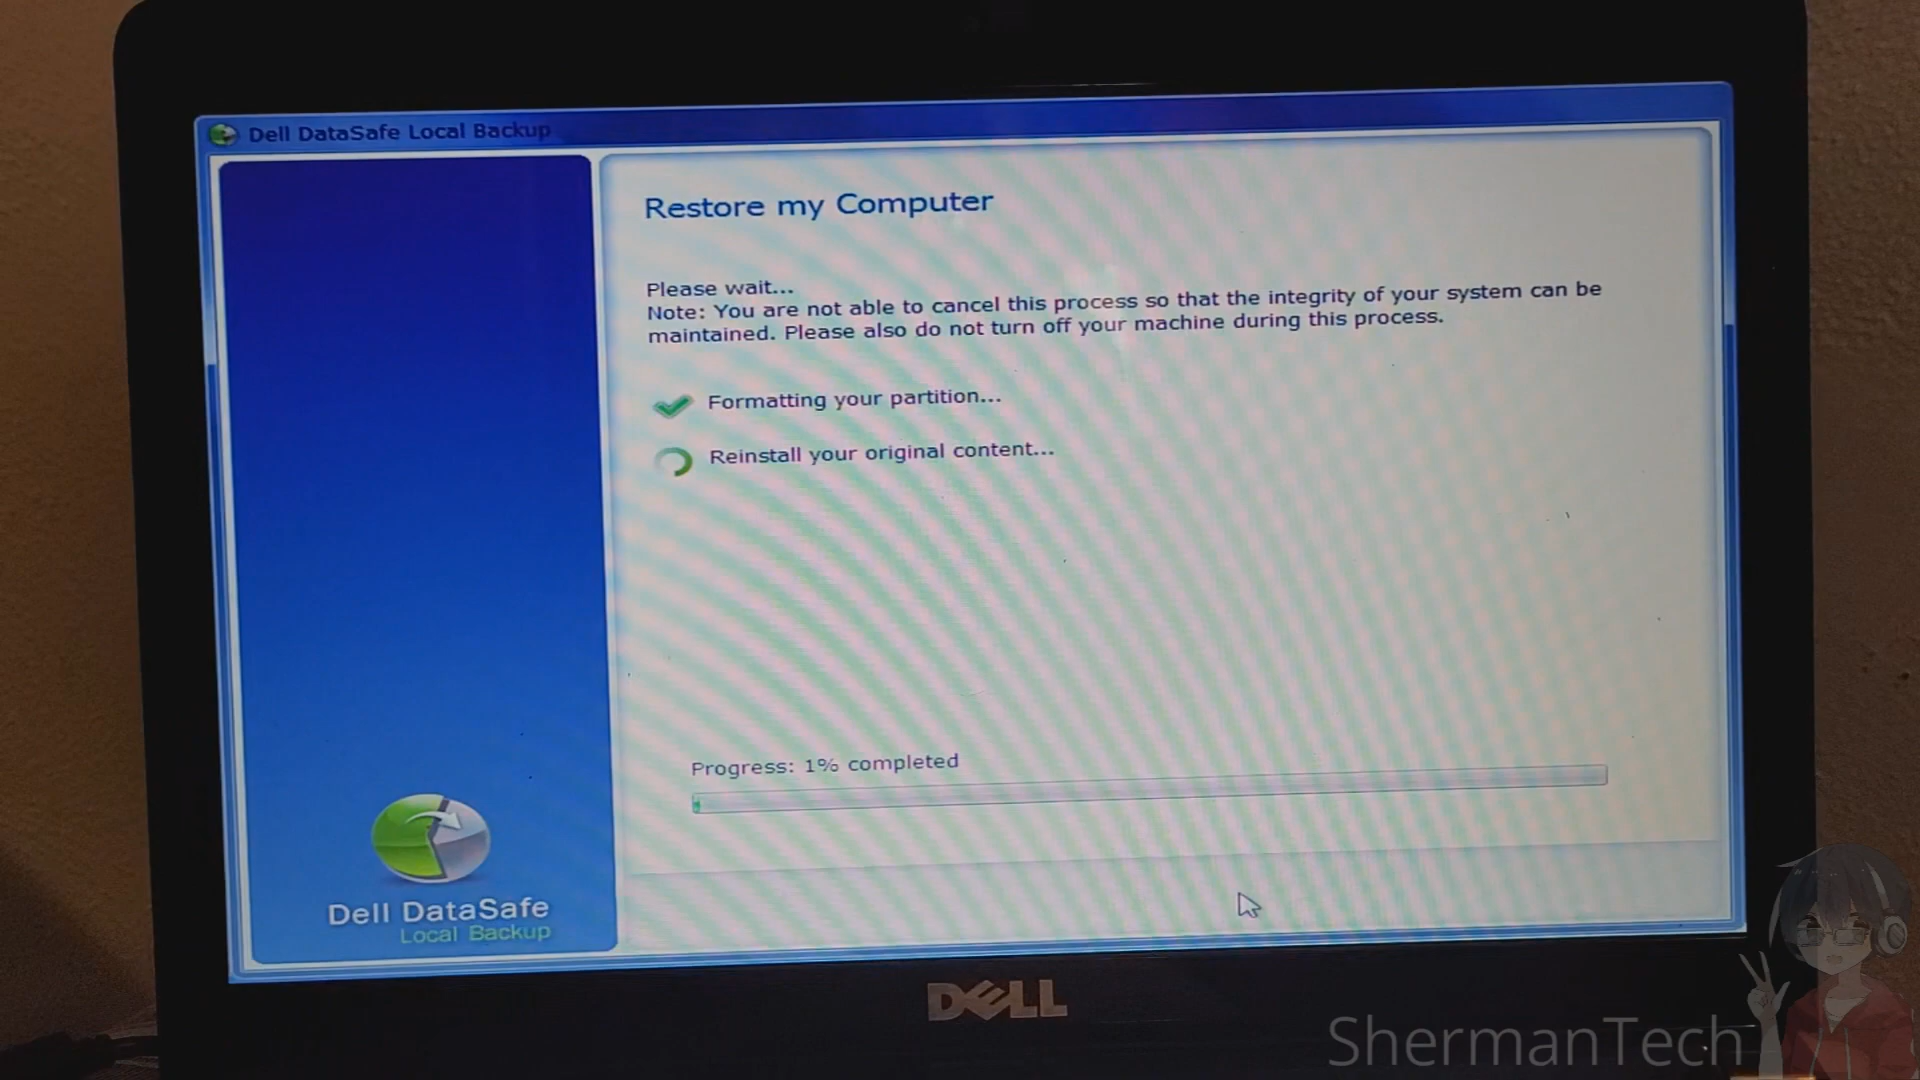 Dell DataSafe Local Backup
Restore my Computer
Please wait...
Note: You are not able to cancel this process so that the integrity of your system can be
maintained. Please also do not turn off your machine during this process.
Formatting your partition...
Reinstall your original content...
Progress: 1% completed
Dell DataSafe
Local Backup
DELL
ShermanTech